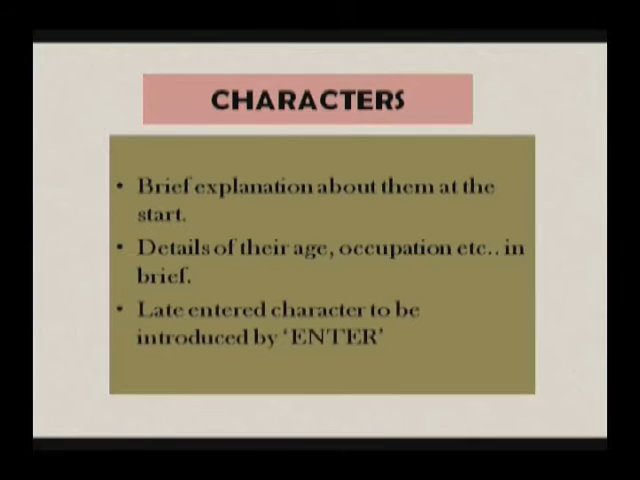 CHARACTERS
• Brief explanation about them at the
start.
• Details of their age, occupation etc.. in
brief.
• Late entered character to be
introduced by ‘ENTER’